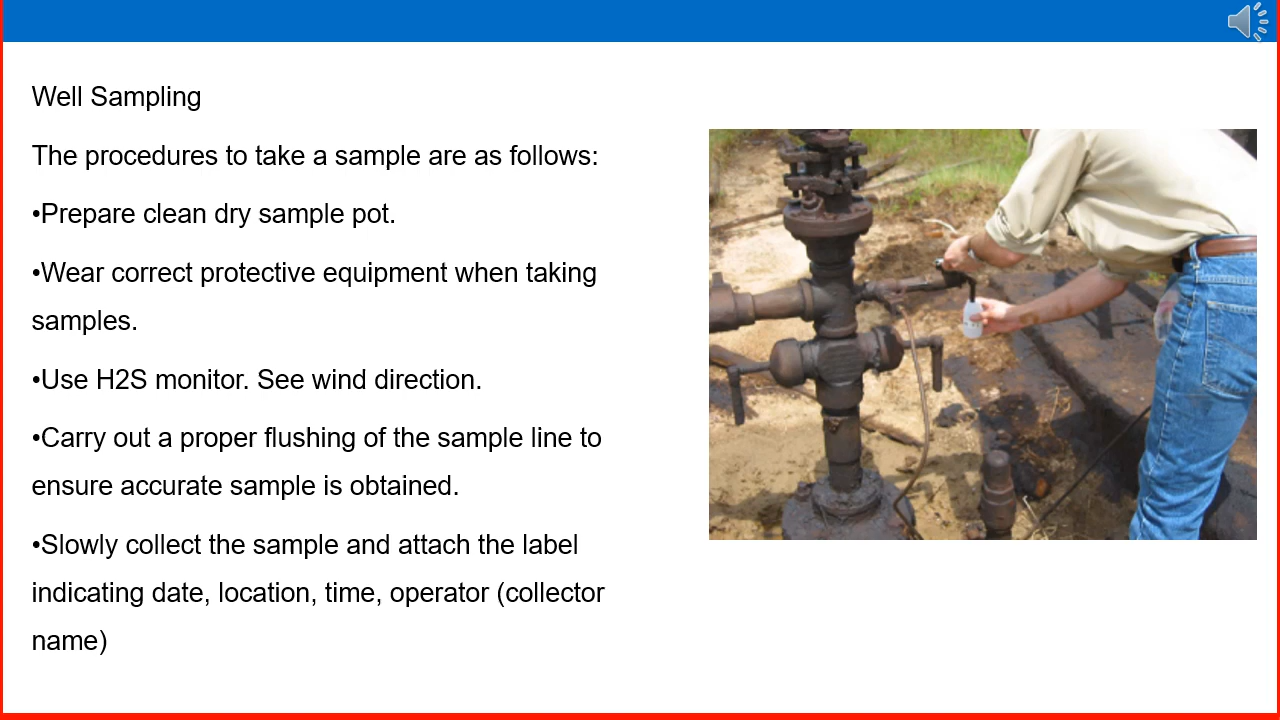 Well Sampling
The procedures to take a sample are as follows:
•Prepare clean dry sample pot.
•Wear correct protective equipment when taking
samples.
•Use H2S monitor. See wind direction.
•Carry out a proper flushing of the sample line to
ensure accurate sample is obtained.
•Slowly collect the sample and attach the label
indicating date, location, time, operator (collector
name)